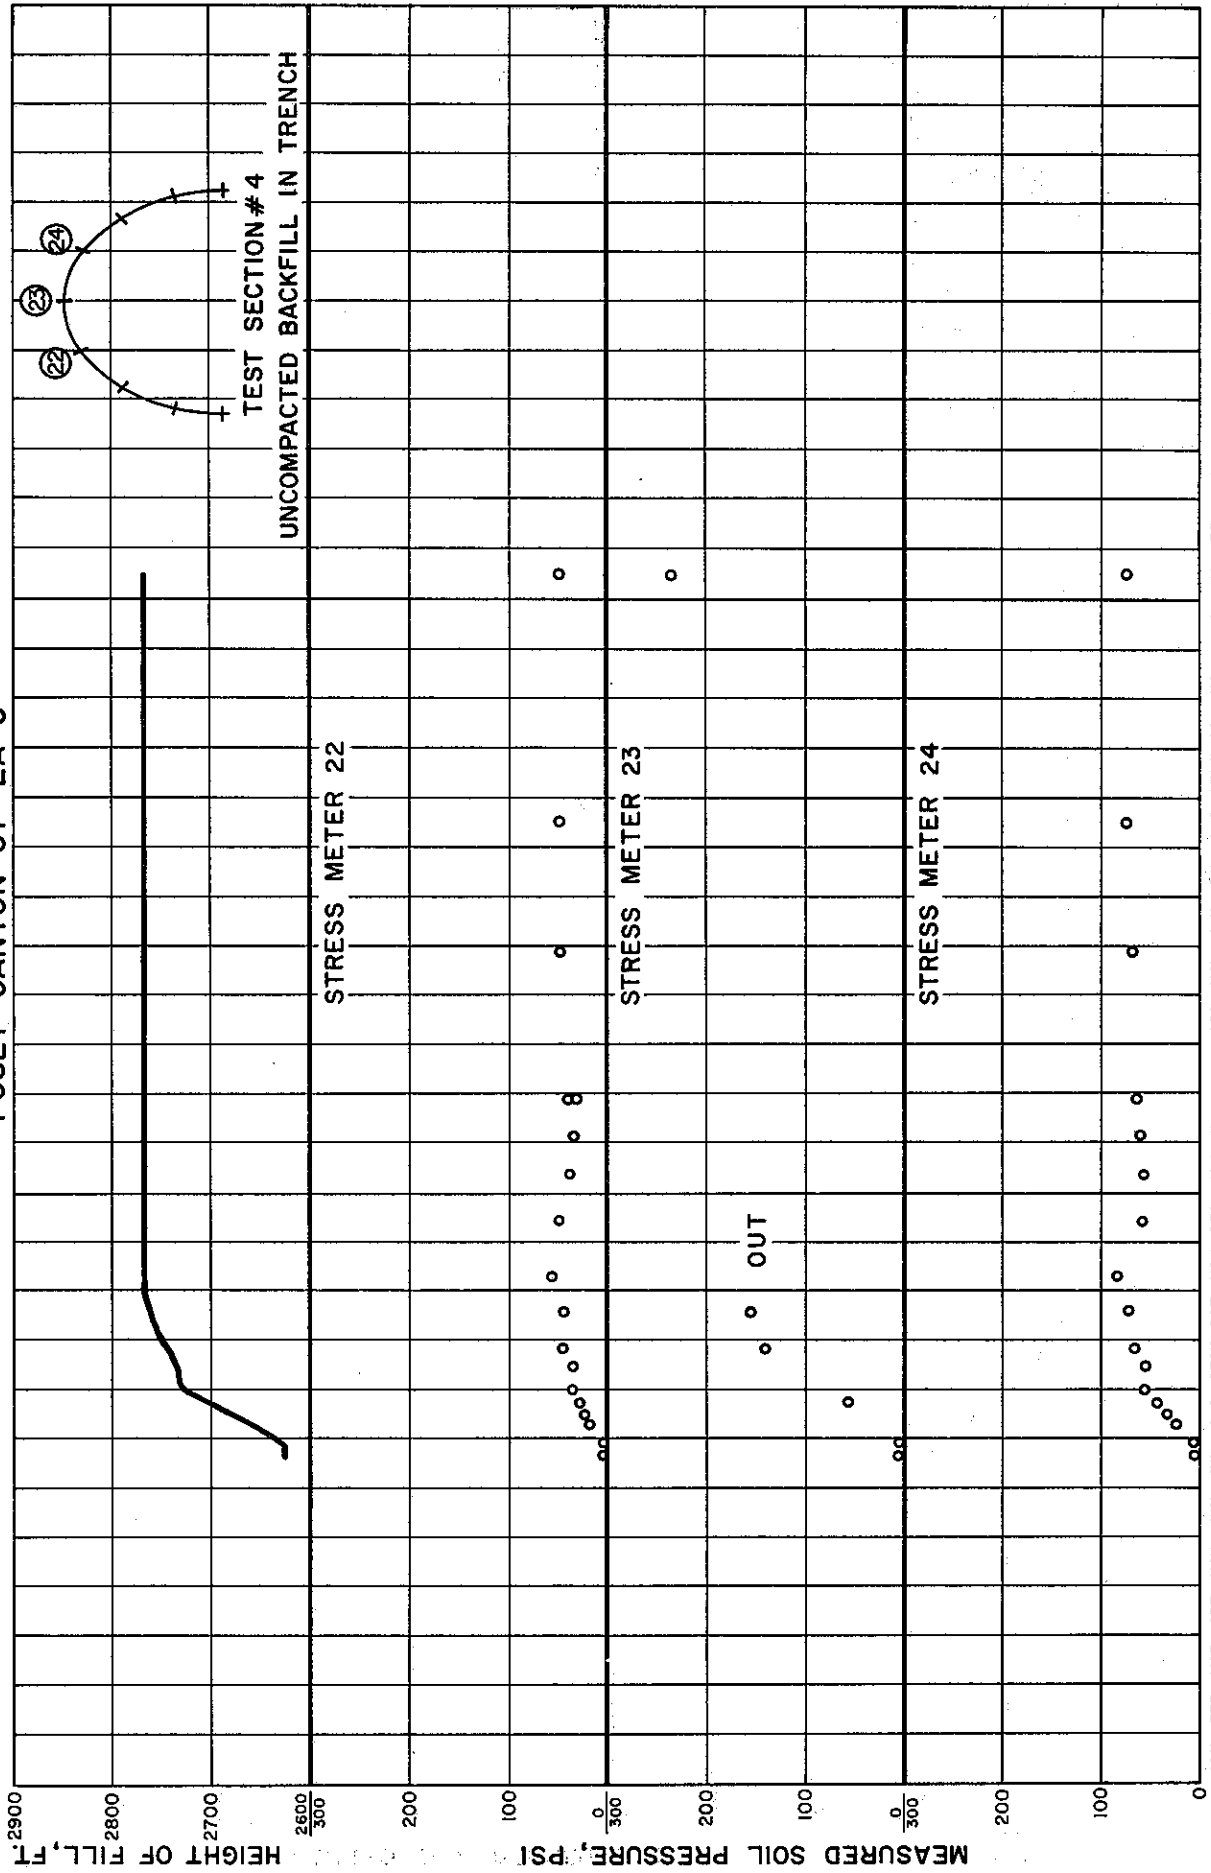 HEIGHT OF FILL, FT.
2900
2800
2700
2600
22
23
24
TEST SECTION # 4
UNCOMPACTED BACKFILL IN TRENCH
MEASURED SOIL PRESSURE, PSI
300
200
100
0
STRESS METER 22
300
200
100
0
STRESS METER 23
OUT
300
200
100
0
STRESS METER 24